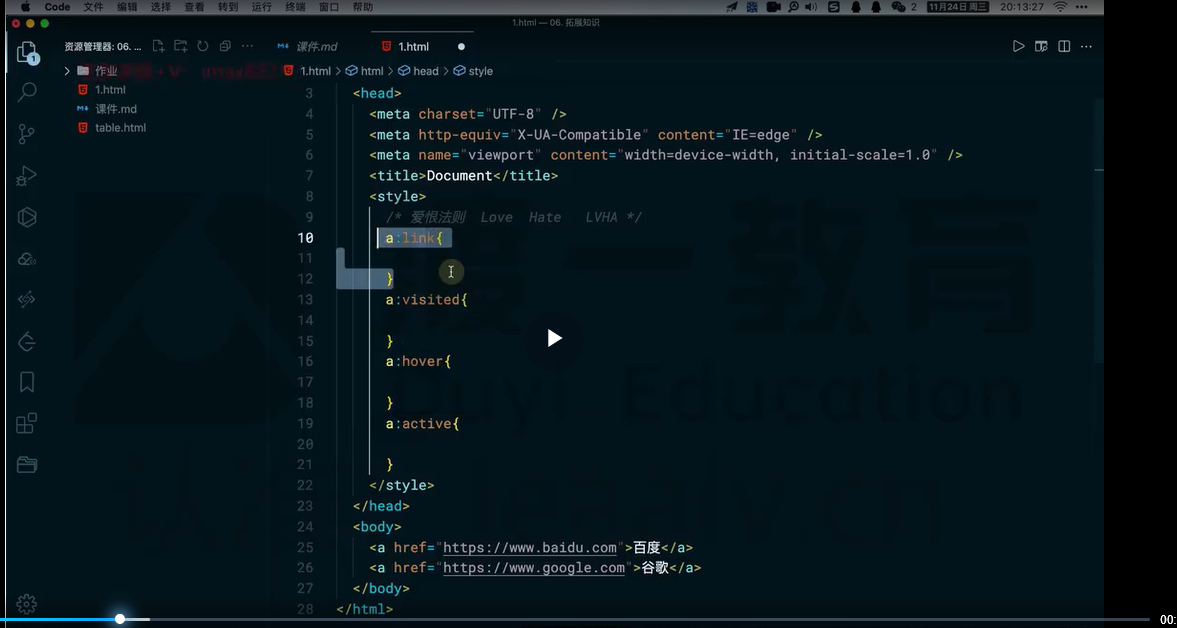 Code 文件 编辑 选择 查看 转到 运行 终端 窗口 帮助 2 11月24日 周三 20:13:27
1.html — 06. 拓展知识
资源管理器: 06. ...
课件.md
1.html
作业
1.html
课件.md
table.html
1.html > html > head > style
3 <head>
4 <meta charset="UTF-8" />
5 <meta http-equiv="X-UA-Compatible" content="IE=edge" />
6 <meta name="viewport" content="width=device-width, initial-scale=1.0" />
7 <title>Document</title>
8 <style>
9 /* 爱恨法则 Love Hate LVHA */
10 a:link{
11
12 }
13 a:visited{
14
15 }
16 a:hover{
17
18 }
19 a:active{
20
21 }
22 </style>
23 </head>
24 <body>
25 <a href="https://www.baidu.com">百度</a>
26 <a href="https://www.google.com">谷歌</a>
27 </body>
28 </html>
1
渡一教育
Duyi Education
00: